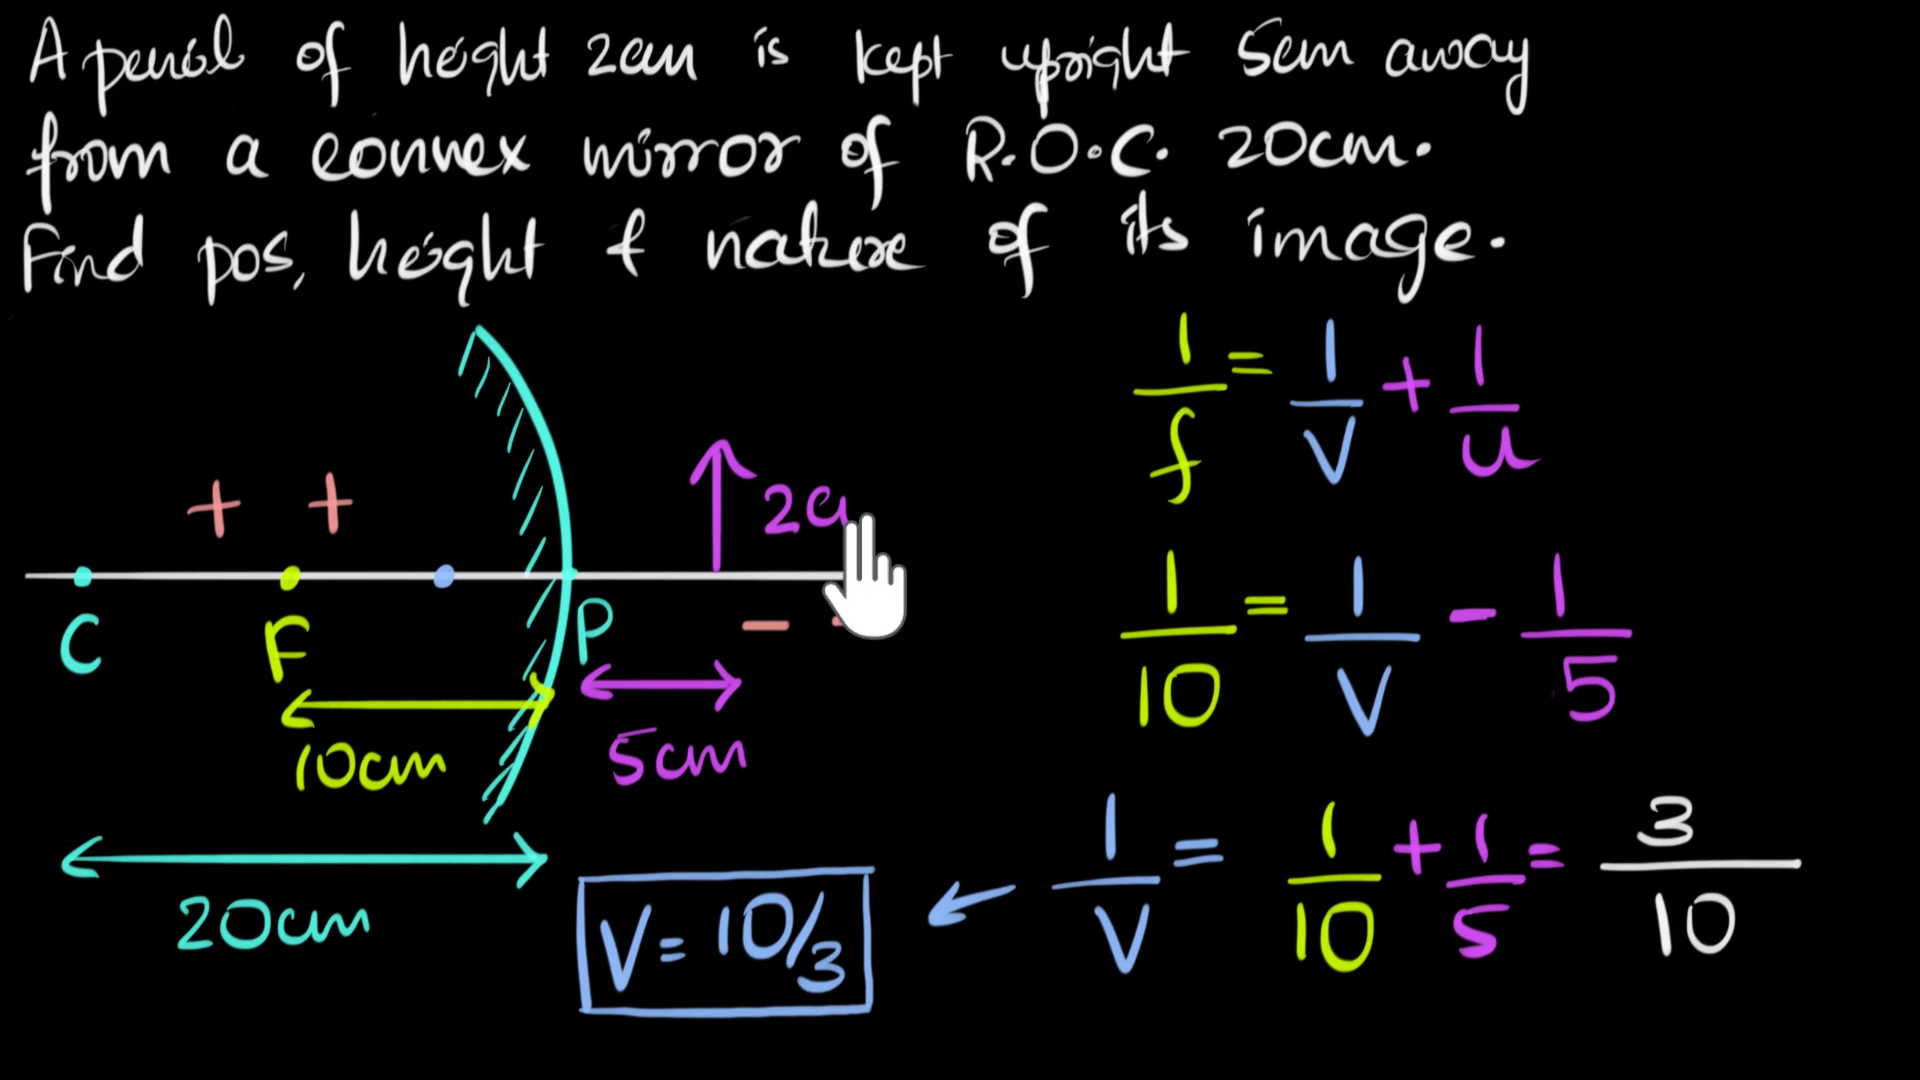 A pencil of height 2cm is kept upright 5cm away
from a convex mirror of R.O.C. 20cm.
Find pos, height & nature of its image.
1/f = 1/v + 1/u
+ +
2c
C F P
- -
10cm 5cm
20cm
1/10 = 1/v - 1/5
1/v = 1/10 + 1/5 = 3/10
V = 10/3